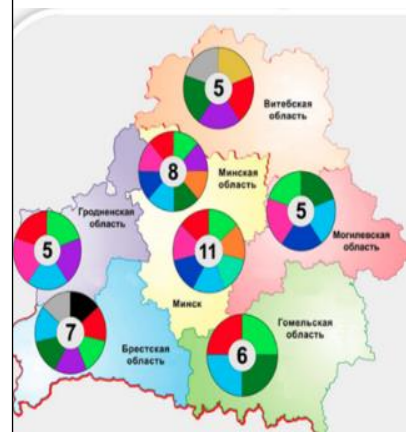 5
Витебская
область
8
Минская
область
Гродненская
область
5
5
11
Могилевская
область
Минск
7
Брестская
область
6
Гомельская
область